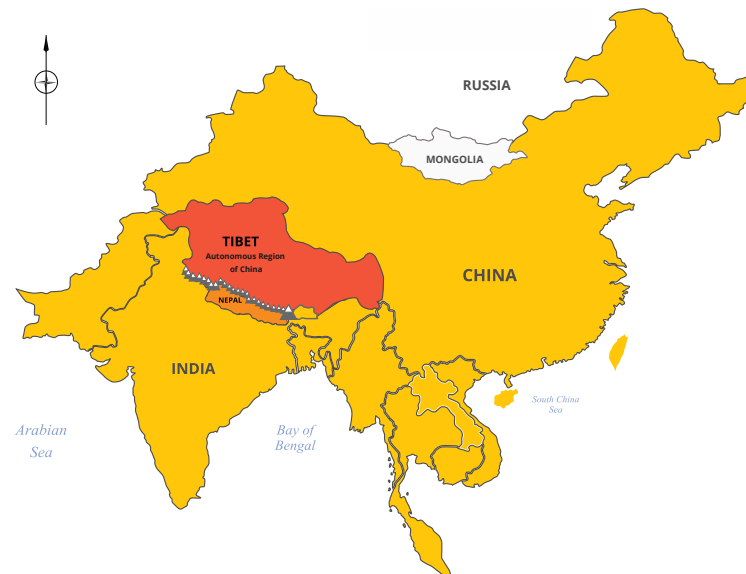 RUSSIA
MONGOLIA
TIBET
Autonomous Region
of China
CHINA
NEPAL
INDIA
South China
Sea
Arabian
Sea
Bay of
Bengal